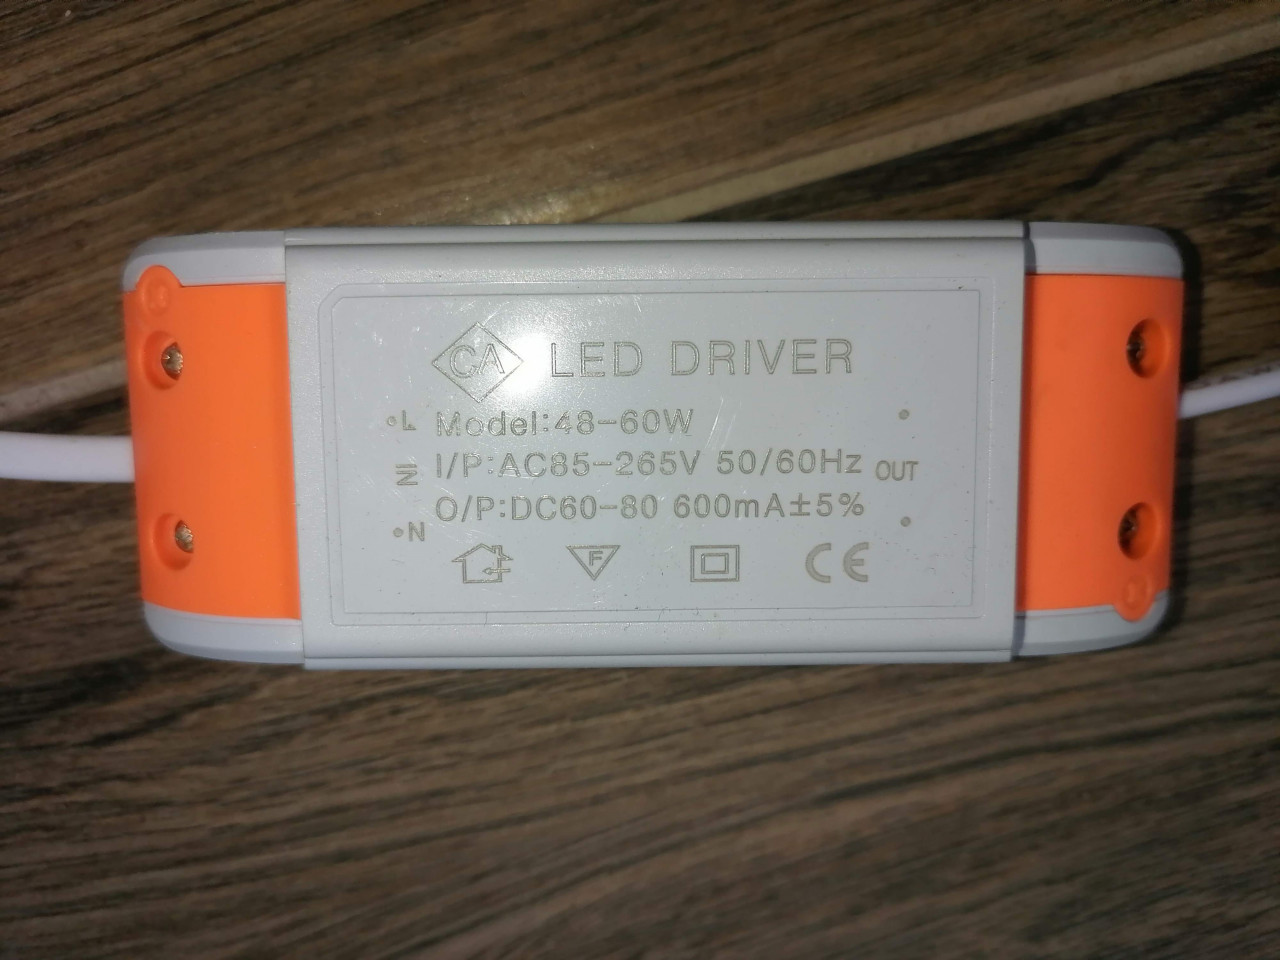 CA LED DRIVER
L Model:48-60W
IN I/P:AC85-265V 50/60Hz OUT
O/P:DC60-80 600mA±5%
N
F CE